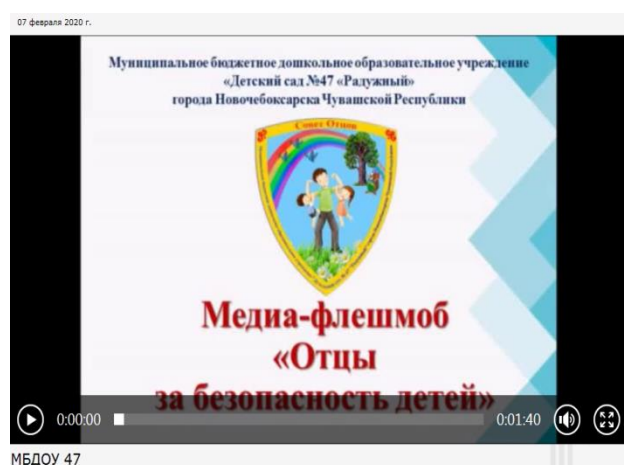 07 февраля 2020 г.
Муниципальное бюджетное дошкольное образовательное учреждение
«Детский сад №47 «Радужный»
города Новочебоксарска Чувашской Республики
Совет Отцов
Медиа-флешмоб
«Отцы
за безопасность детей»
0:00:00
0:01:40
МБДОУ 47